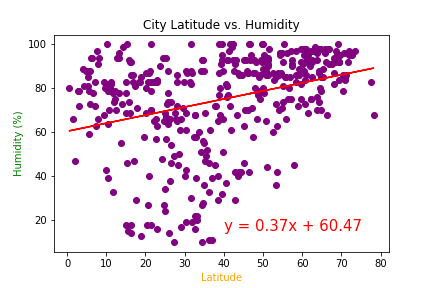 City Latitude vs. Humidity
100
80
60
40
20
Humidity (%)
y = 0.37x + 60.47
0 10 20 30 40 50 60 70 80
Latitude